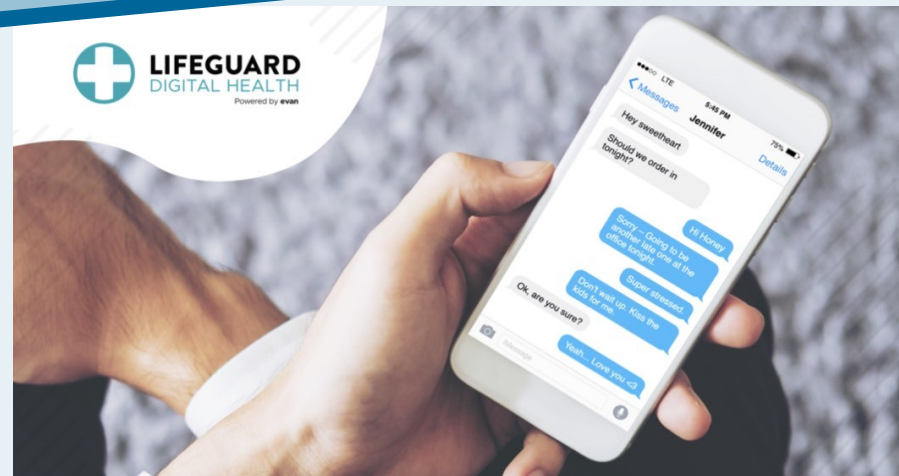 LIFEGUARD
DIGITAL HEALTH
Powered by evan
LTE
5:45 PM
75%
Messages
Jennifer
Details
Hey sweetheart
Should we order in
tonight?
Hi Honey
Sorry – Going to be
another late one at the
office tonight.
Super stressed.
Don't wait up. Kiss the
kids for me.
Ok, are you sure?
Yeah... Love you <3
iMessage